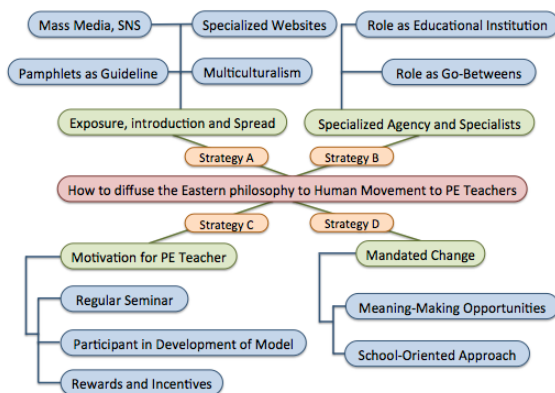 Mass Media, SNS
Specialized Websites
Role as Educational Institution
Pamphlets as Guideline
Multiculturalism
Role as Go-Betweens
Exposure, introduction and Spread
Specialized Agency and Specialists
Strategy A
Strategy B
How to diffuse the Eastern philosophy to Human Movement to PE Teachers
Strategy C
Strategy D
Motivation for PE Teacher
Mandated Change
Regular Seminar
Meaning-Making Opportunities
Participant in Development of Model
School-Oriented Approach
Rewards and Incentives